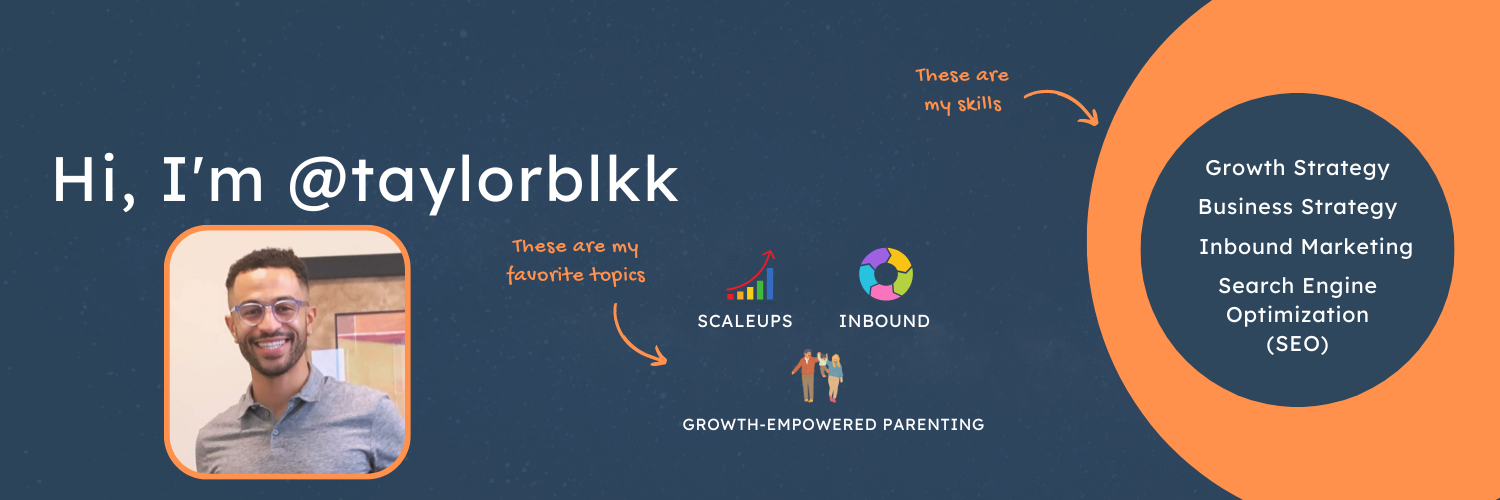 Hi, I'm @taylorblkk
These are my
favorite topics
SCALEUPS
INBOUND
GROWTH-EMPOWERED PARENTING
These are
my skills
Growth Strategy
Business Strategy
Inbound Marketing
Search Engine
Optimization
(SEO)